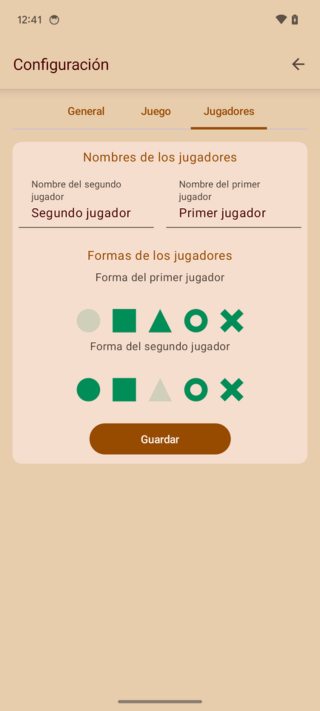 12:41
Configuración
General
Juego
Jugadores
Nombres de los jugadores
Nombre del segundo
jugador
Segundo jugador
Nombre del primer
jugador
Primer jugador
Formas de los jugadores
Forma del primer jugador
Forma del segundo jugador
Guardar